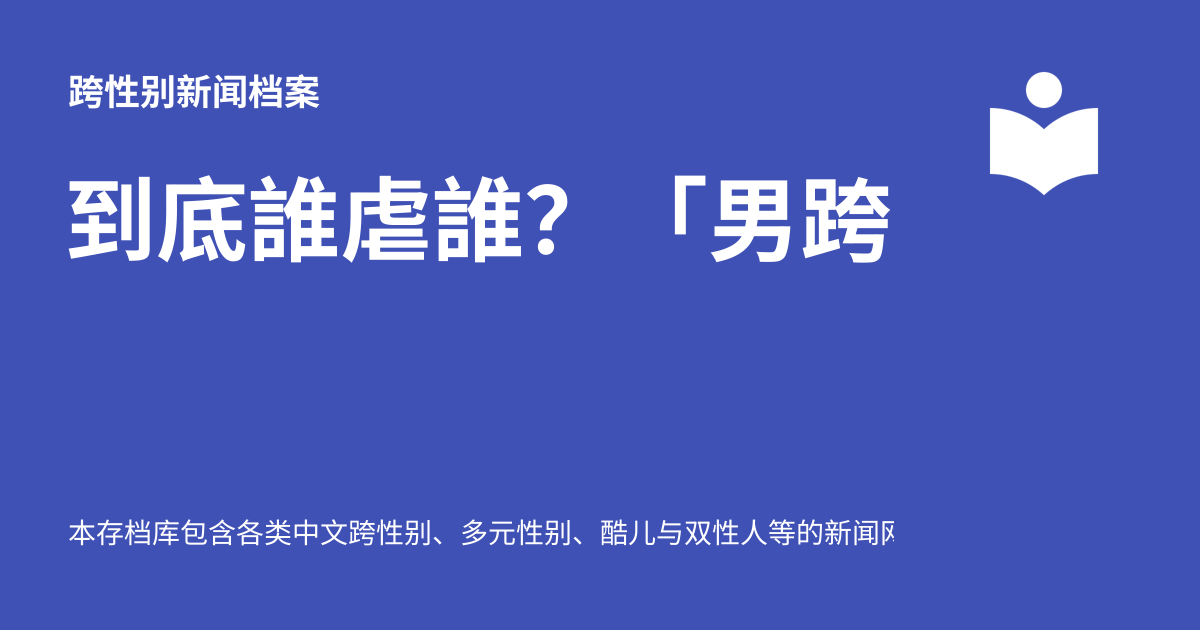 跨性别新闻档案
到底誰虐誰？ 「男跨
本存档库包含各类中文跨性别、多元性别、酷儿与双性人等的新闻